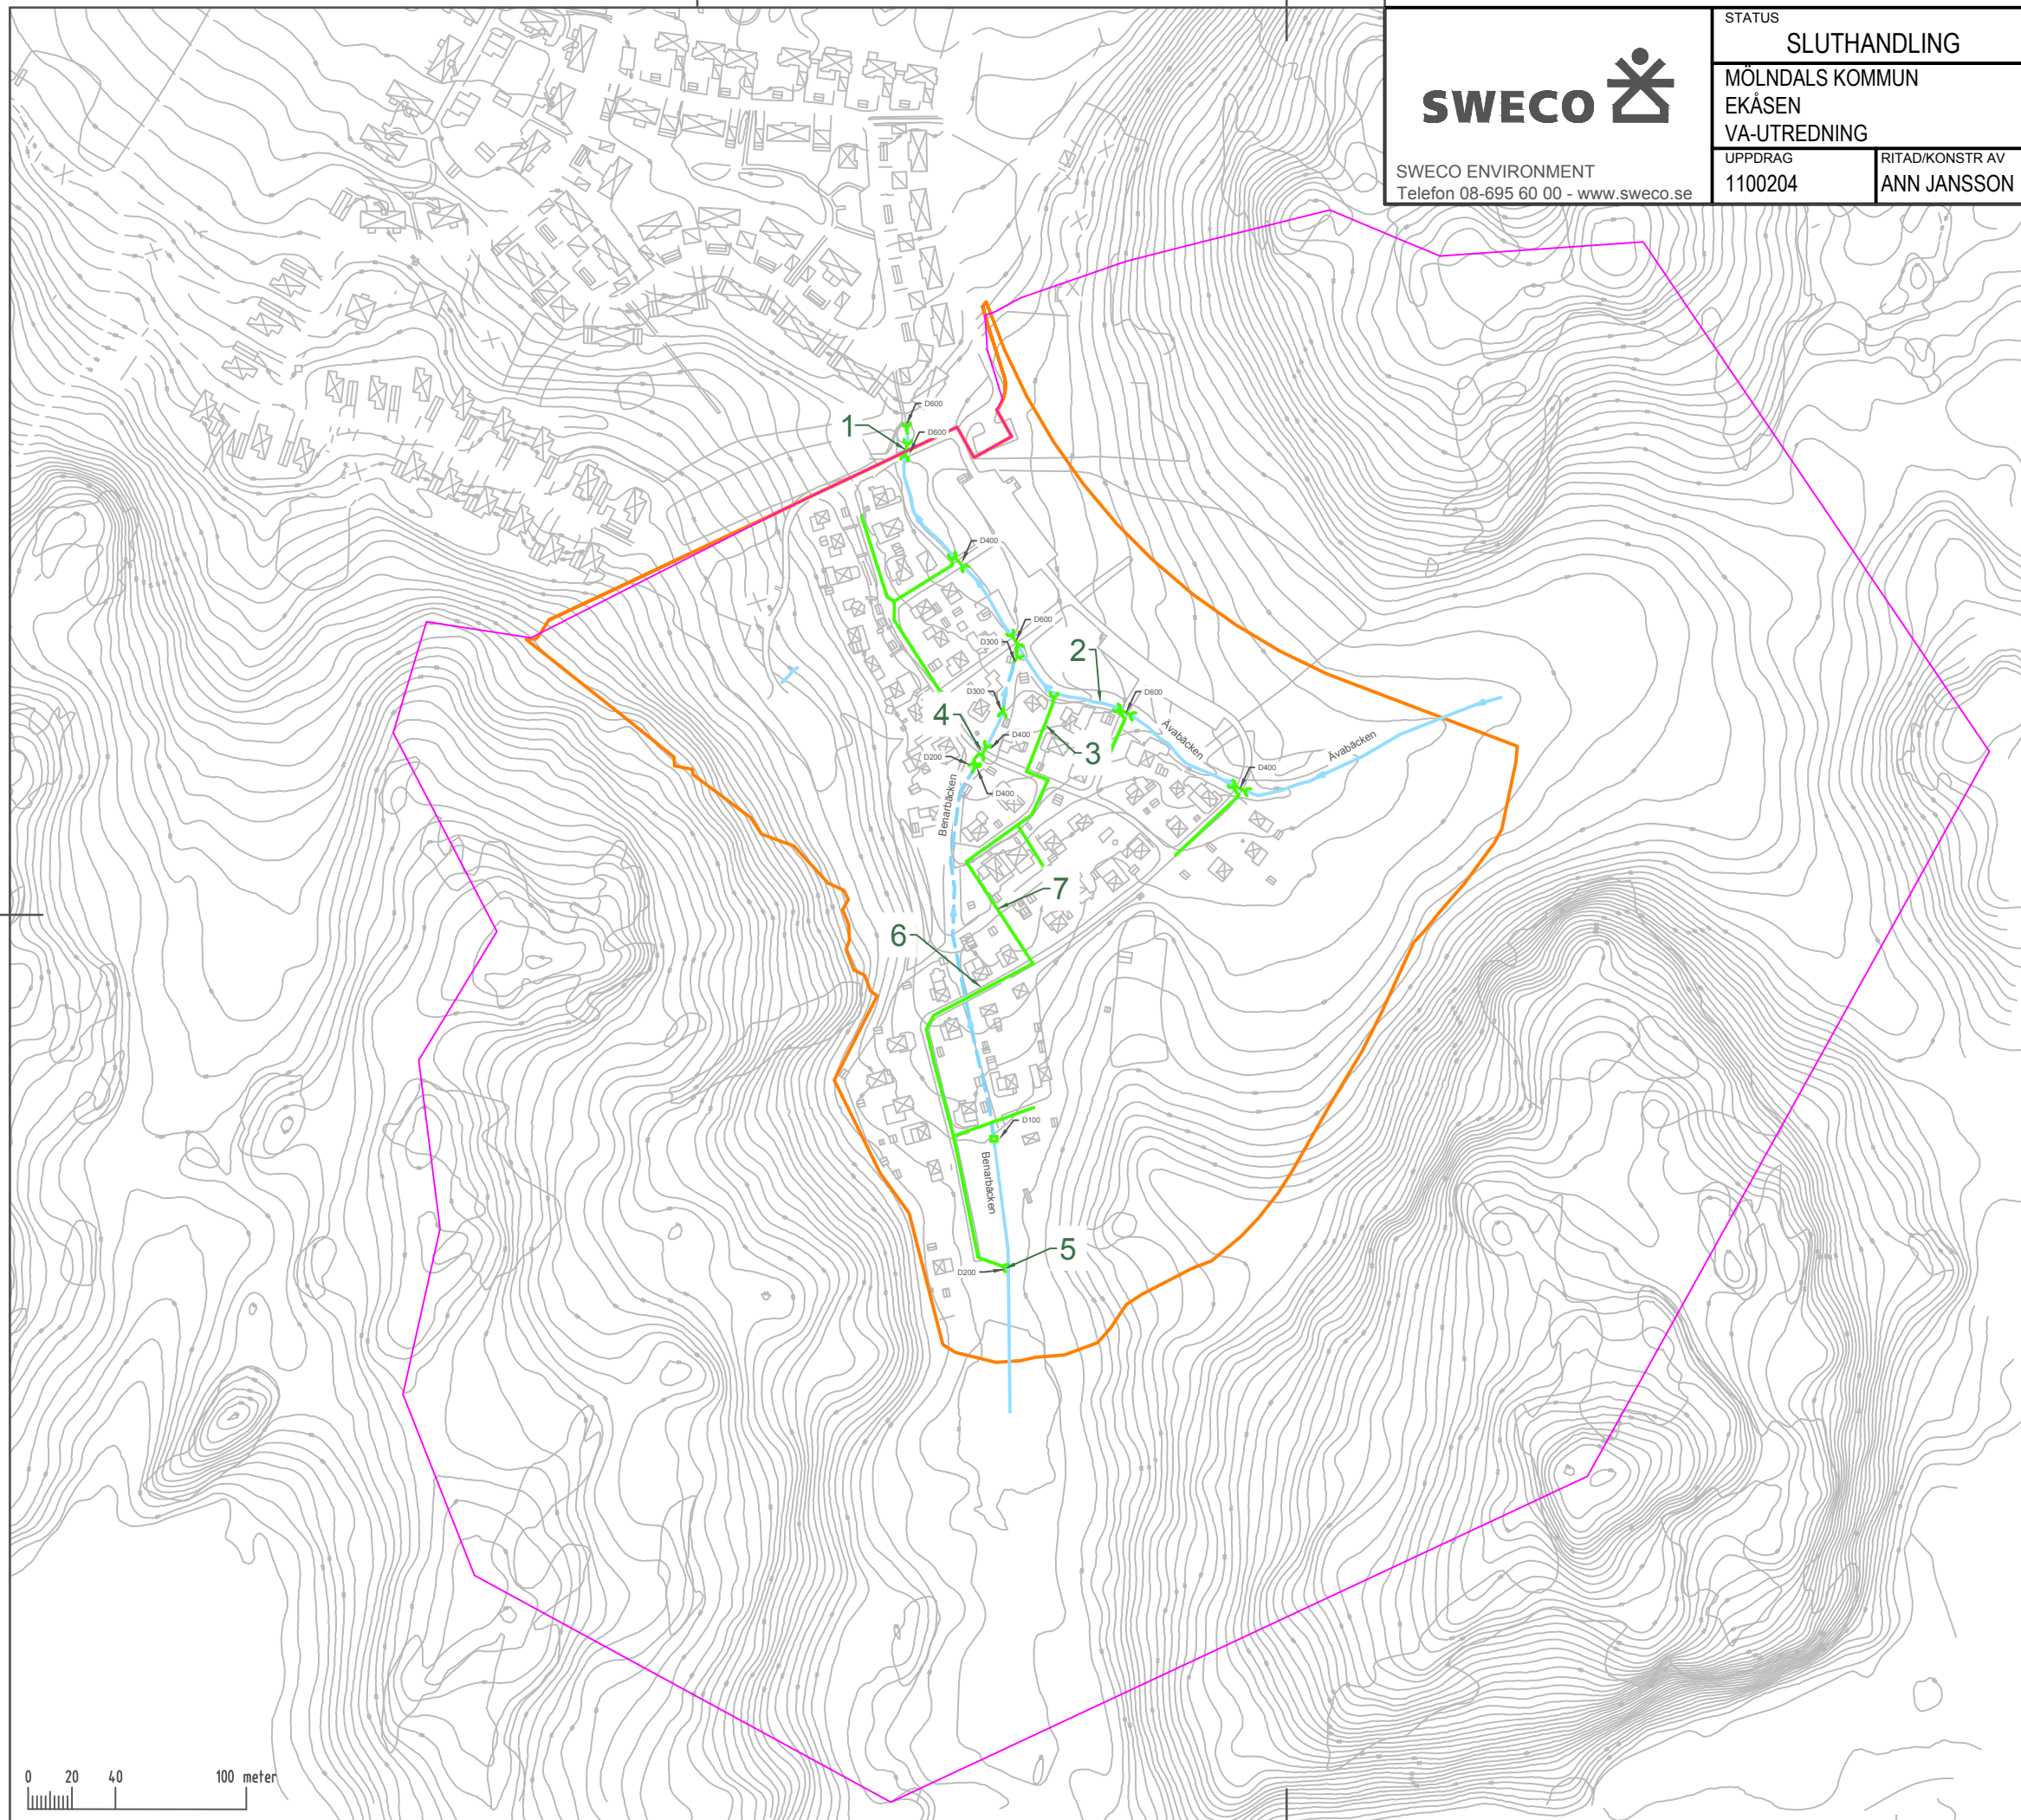 STATUS
SLUTHANDLING
MÖLNDALS KOMMUN
EKÅSEN
VA-UTREDNING
UPPDRAG
1100204
RITAD/KONSTR AV
ANN JANSSON
SWECO
SWECO ENVIRONMENT
Telefon 08-695 60 00 - www.sweco.se
D600
1
D600
D400
D600
D300
2
D300
D600
4
Ävabäcken
Ävabäcken
D400
3
D200
D400
D400
Benarbäcken
7
6
D100
Benarbäcken
5
D200
0 20 40 100 meter